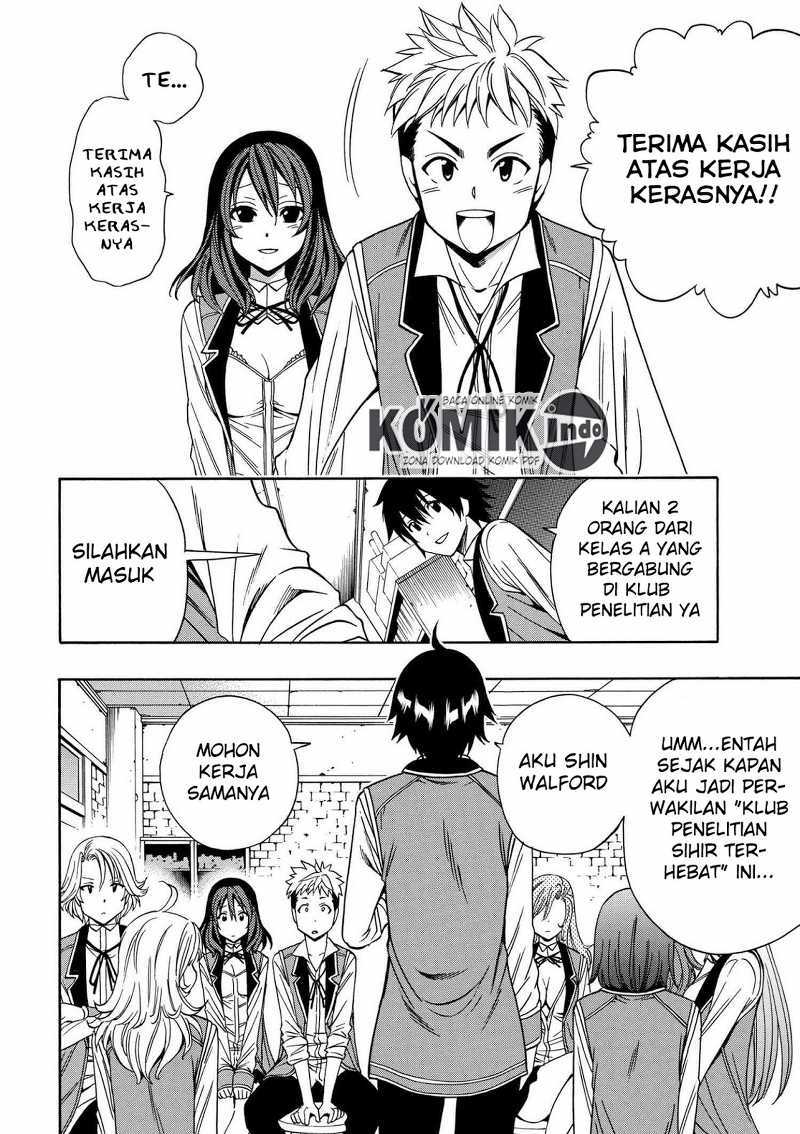 TERIMA KASIH
ATAS KERJA
KERASNYA!!
TE...
TERIMA
KASIH
ATAS
KERJA
KERAS-
NYA
BACA ONLINE KOMIK
KOMIK indo
ZONA DOWNLOAD KOMIK PDF
KALIAN 2
ORANG DARI
KELAS A YANG
BERGABUNG
DI KLUB
PENELITIAN YA
SILAHKAN
MASUK
UMM...ENTAH
SEJAK KAPAN
AKU JADI PER-
WAKILAN "KLUB
PENELITIAN
SIHIR TER-
HEBAT" INI...
AKU SHIN
WALFORD
MOHON
KERJA
SAMANYA